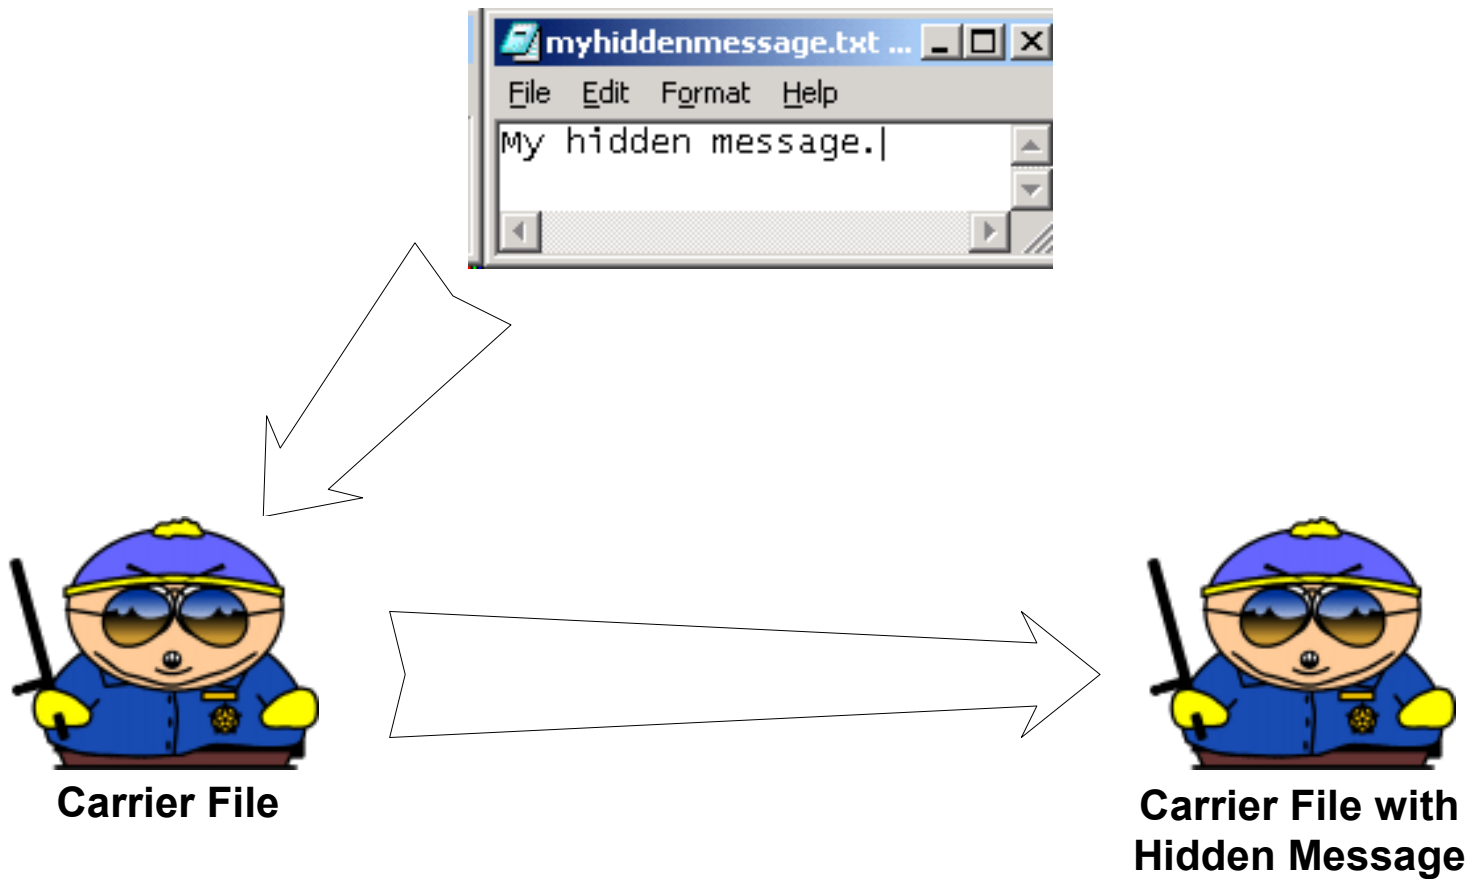 myhiddenmessage.txt ...
File Edit Format Help
My hidden message.
Carrier File
Carrier File with
Hidden Message